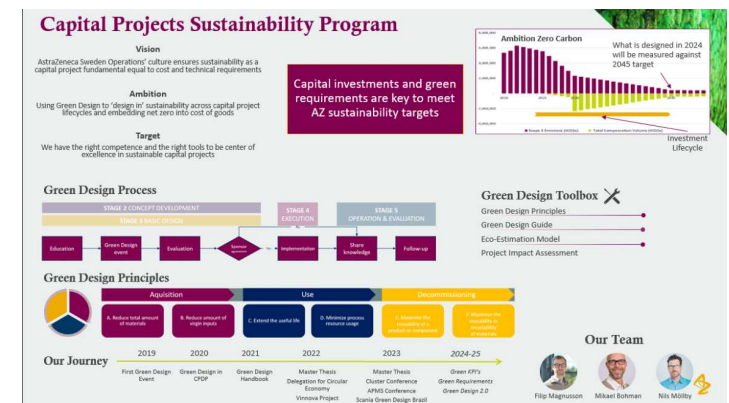 Capital Projects Sustainability Program
Vision
AstraZeneca Sweden Operations' culture ensures sustainability as a
capital project fundamental equal to cost and technical requirements
Ambition
Using Green Design to 'design in' sustainability across capital project
lifecycles and embedding net zero into cost of goods
Target
We have the right competence and the right tools to be center of
excellence in sustainable capital projects
Capital investments and green
requirements are key to meet
AZ sustainability targets
Ambition Zero Carbon
What is designed in 2024
will be measured against
2045 target
Investment
Lifecycle
Green Design Process
STAGE 2 CONCEPT DEVELOPMENT
STAGE 3 BASIC DESIGN
STAGE 4
EXECUTION
STAGE 5
OPERATION & EVALUATION
Education
Green Design
event
Evaluation
Sponsor
agreement
Implementation
Share
knowledge
Follow-up
Green Design Toolbox
Green Design Principles
Green Design Guide
Eco-Estimation Model
Project Impact Assessment
Green Design Principles
Aquisition
Use
Decommissioning
A. Reduce total amount
of materials
B. Reduce amount of
virgin inputs
C. Extend the useful life
D. Minimize process
resource usage
Our Journey
2019
First Green Design
Event
2020
Green Design in
CPDP
2021
Green Design
Handbook
2022
Master Thesis
Delegation for Circular
Economy
Vinnova Project
2023
Master Thesis
Cluster Conference
APMS Conference
Scania Green Design Brazil
2024-25
Green KPI's
Green Requirements
Green Design 2.0
Our Team
Filip Magnusson
Mikael Bohman
Nils Möllby